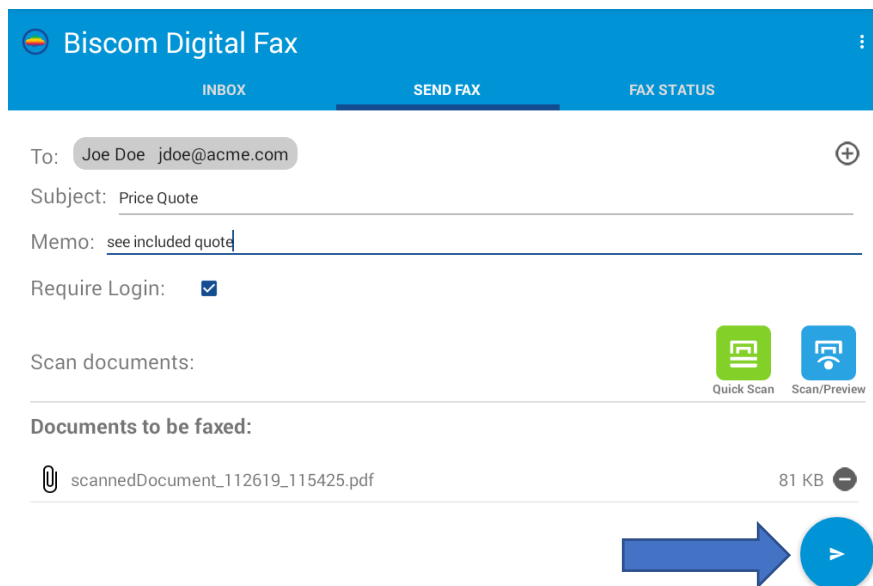 Biscom Digital Fax
INBOX SEND FAX FAX STATUS
To: Joe Doe jdoe@acme.com
Subject: Price Quote
Memo: see included quote
Require Login:
Scan documents:
Quick Scan Scan/Preview
Documents to be faxed:
scannedDocument_112619_115425.pdf 81 KB